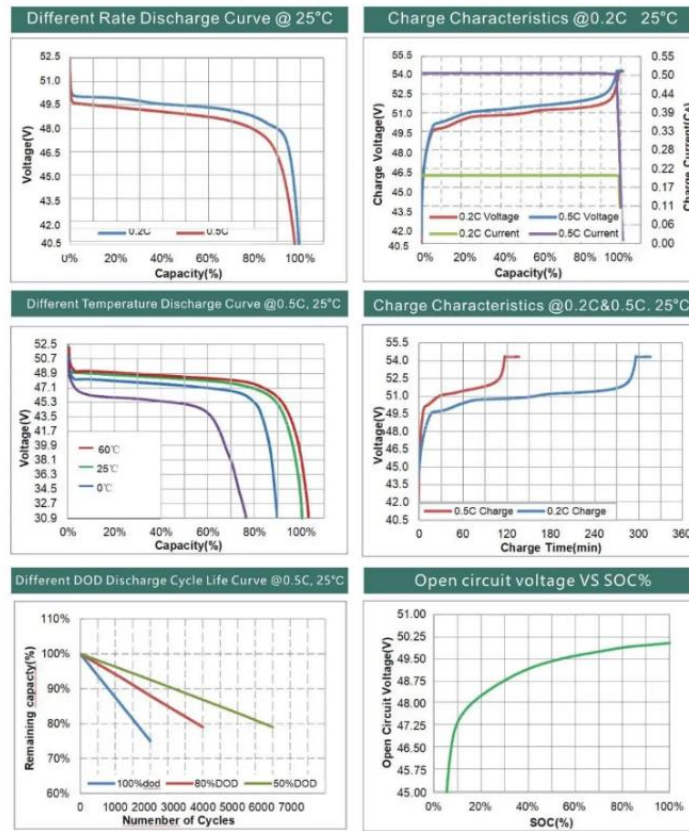 Different Rate Discharge Curve @ 25°C
52.5
51.0
49.5
48.0
46.5
45.0
43.5
42.0
40.5
Voltage(V)
0.2C 0.5C
0% 20% 40% 60% 80% 100%
Capacity(%)
Charge Characteristics @0.2C 25°C
55.5
54.0
52.5
51.0
49.5
48.0
46.5
45.0
43.5
42.0
40.5
Charge Voltage(V)
0.55
0.50
0.44
0.39
0.33
0.28
0.22
0.17
0.11
0.06
0.00
Charge Current(CA)
0.2C Voltage 0.5C Voltage
0.2C Current 0.5C Current
0% 20% 40% 60% 80% 100%
Capacity(%)
Different Temperature Discharge Curve @0.5C, 25°C
52.5
50.7
48.9
47.1
45.3
43.5
41.7
39.9
38.1
36.3
34.5
32.7
30.9
Voltage(V)
60℃
25℃
0℃
0% 20% 40% 60% 80% 100%
Capacity(%)
Charge Characteristics @0.2C&0.5C. 25°C
55.5
54.0
52.5
51.0
49.5
48.0
46.5
45.0
43.5
42.0
40.5
Voltage(V)
0.5C Charge 0.2C Charge
0 60 120 180 240 300 360
Charge Time(min)
Different DOD Discharge Cycle Life Curve @0.5C, 25°C
110%
100%
90%
80%
70%
60%
Remaining capacity(%)
100%dod 80%DOD 50%DOD
0 1000 2000 3000 4000 5000 6000 7000
Numenber of Cycles
Open circuit voltage VS SOC%
51.00
50.25
49.50
48.75
48.00
47.25
46.50
45.75
45.00
Open Circuit Voltage(V)
0% 20% 40% 60% 80% 100%
SOC(%)